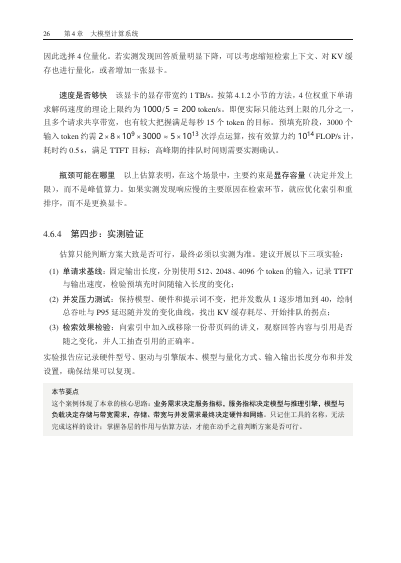 26 第 4 章 大模型计算系统
因此选择 4 位量化。若实测发现回答质量明显下降，可以考虑缩短检索上下文、对 KV 缓
存也进行量化，或者增加一张显卡。
速度是否够快 该显卡的显存带宽约 1 TB/s。按第 4.1.2 小节的方法，4 位权重下单请
求解码速度的理论上限约为 1000/5 = 200 token/s。即便实际只能达到上限的几分之一，
且多个请求共享带宽，也有较大把握满足每秒 15 个 token 的目标。预填充阶段，3000 个
输入 token 约需 2 × 8 × 10⁹ × 3000 ≈ 5 × 10¹³ 次浮点运算，按有效算力约 10¹⁴ FLOP/s 计，
耗时约 0.5 s，满足 TTFT 目标；高峰期的排队时间则需要实测确认。
瓶颈可能在哪里 以上估算表明，在这个场景中，主要约束是显存容量（决定并发上
限），而不是峰值算力。如果实测发现响应慢的主要原因在检索环节，就应优化索引和重
排序，而不是更换显卡。
4.6.4 第四步：实测验证
估算只能判断方案大致是否可行，最终必须以实测为准。建议开展以下三项实验：
(1) 单请求基线：固定输出长度，分别使用 512、2048、4096 个 token 的输入，记录 TTFT
与输出速度，检验预填充时间随输入长度的变化；
(2) 并发压力测试：保持模型、硬件和提示词不变，把并发数从 1 逐步增加到 40，绘制
总吞吐与 P95 延迟随并发的变化曲线，找出 KV 缓存耗尽、开始排队的拐点；
(3) 检索效果检验：向索引中加入或移除一份带页码的讲义，观察回答内容与引用是否
随之变化，并人工抽查引用的正确率。
实验报告应记录硬件型号、驱动与引擎版本、模型与量化方式、输入输出长度分布和并发
设置，确保结果可以复现。
本节要点
这个案例体现了本章的核心思路：业务需求决定服务指标，服务指标决定模型与推理引擎，模型与
负载决定存储与带宽需求，存储、带宽与并发需求最终决定硬件和网络。只记住工具的名称，无法
完成这样的设计；掌握各层的作用与估算方法，才能在动手之前判断方案是否可行。